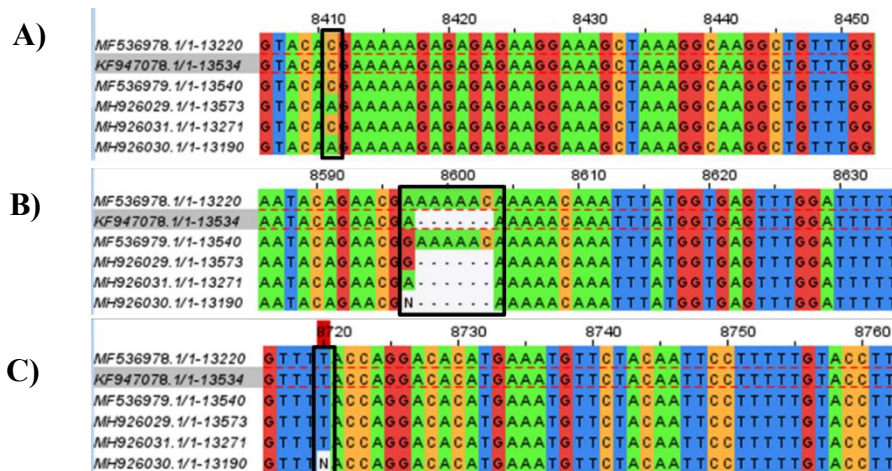 A)
8410 8420 8430 8440 8450
MF536978.1/1-13220 GTACACGAAAAAGAGAGAGAAGGAAAGCTAAAGGCAAGGCTGTTTGG
KF947078.1/1-13534 GTACACGAAAAAGAGAGAGAAGGAAAGCTAAAGGCAAGGCTGTTTGG
MF536979.1/1-13540 GTACACGAAAAAGAGAGAGAAGGAAAGCTAAAGGCAAGGCTGTTTGG
MH926029.1/1-13573 GTACAAGAAAAAGAGAGAGAAGGAAAGCTAAAGGCAAGGCTGTTTGG
MH926031.1/1-13271 GTACACGAAAAAGAGAGAGAAGGAAAGCTAAAGGCAAGGCTGTTTGG
MH926030.1/1-13190 GTACAAGAAAAAGAGAGAGAAGGAAAGCTAAAGGCAAGGCTGTTTGG
B)
8590 8600 8610 8620 8630
MF536978.1/1-13220 AATACAGAACGAAAAAACAAAAACAAATTTATGGTGAGTTTGGATTTT
KF947078.1/1-13534 AATACAGAACGA------AAAAACAAATTTATGGTGAGTTTGGATTTT
MF536979.1/1-13540 AATACAGAACGGAAAAACAAAAACAAATTTATGGTGAGTTTGGATTTT
MH926029.1/1-13573 AATACAGAACGG------AAAAACAAATTTATGGTGAGTTTGGATTTT
MH926031.1/1-13271 AATACAGAACGA------AAAAACAAATTTATGGTGAGTTTGGATTTT
MH926030.1/1-13190 AATACAGAACGN------AAAAACAAATTTATGGTGAGTTTGGATTTT
C)
8720 8730 8740 8750 8760
MF536978.1/1-13220 GTTTTACCAGGACACATGAAATGTTCTACAATTCCTTTTTGTACCTT
KF947078.1/1-13534 GTTTTACCAGGACACATGAAATGTTCTACAATTCCTTTTTGTACCTT
MF536979.1/1-13540 GTTTTACCAGGACACATGAAATGTTCTACAATTCCTTTTTGTACCTT
MH926029.1/1-13573 GTTTTACCAGGACACATGAAATGTTCTACAATTCCTTTTTGTACCTT
MH926031.1/1-13271 GTTTTACCAGGACACATGAAATGTTCTACAATTCCTTTTTGTACCTT
MH926030.1/1-13190 GTTTNACCAGGACACATGAAATGTTCTACAATTCCTTTTTGTACCTT